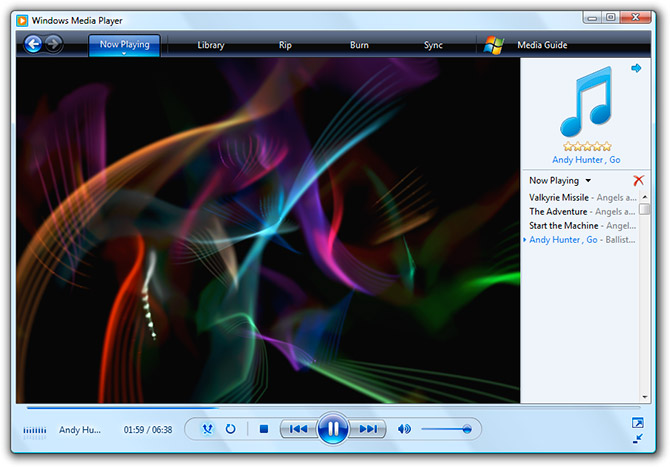 Windows Media Player
Now Playing Library Rip Burn Sync Media Guide
Andy Hunter , Go
Now Playing
Valkyrie Missile - Angels a...
The Adventure - Angels a...
Start the Machine - Angel...
Andy Hunter , Go - Ballist...
Andy Hu... 01:59 / 06:38